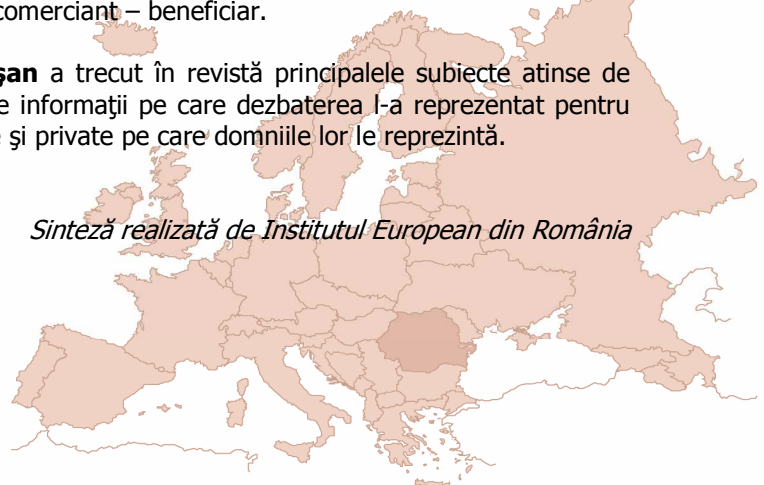 comerciant – beneficiar.
şan a trecut în revistă principalele subiecte atinse de
e informaţii pe care dezbaterea l-a reprezentat pentru
şi private pe care domniile lor le reprezintă.
Sinteză realizată de Institutul European din România